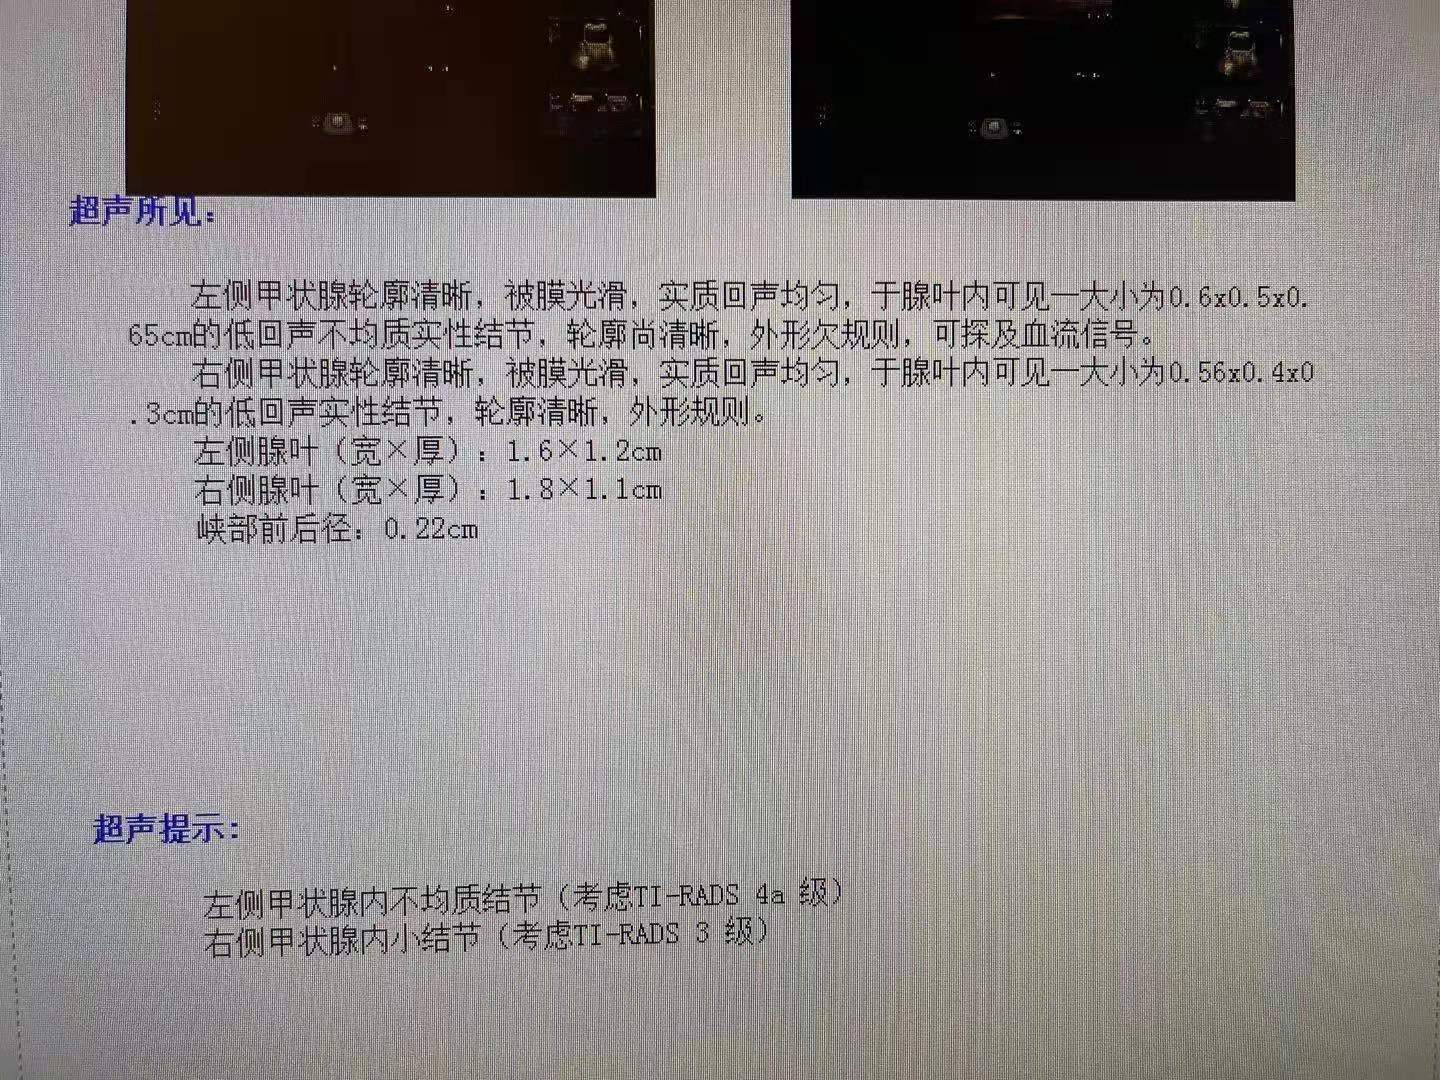 超声所见：
左侧甲状腺轮廓清晰，被膜光滑，实质回声均匀，于腺叶内可见一大小为0.6x0.5x0.
65cm的低回声不均质实性结节，轮廓尚清晰，外形欠规则，可探及血流信号。
右侧甲状腺轮廓清晰，被膜光滑，实质回声均匀，于腺叶内可见一大小为0.56x0.4x0
.3cm的低回声实性结节，轮廓清晰，外形规则。
左侧腺叶（宽×厚）：1.6×1.2cm
右侧腺叶（宽×厚）：1.8×1.1cm
峡部前后径：0.22cm
超声提示：
左侧甲状腺内不均质结节（考虑TI-RADS 4a 级）
右侧甲状腺内小结节（考虑TI-RADS 3 级）